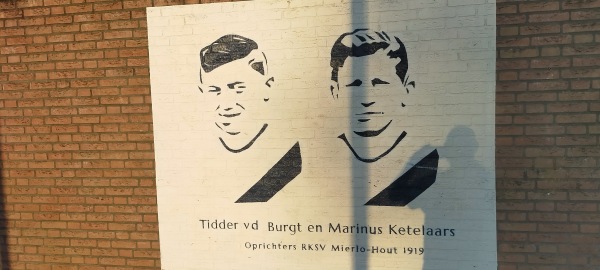 Tidder vd Burgt en Marinus Ketelaars
Oprichters RKSV Mierlo-Hout 1919